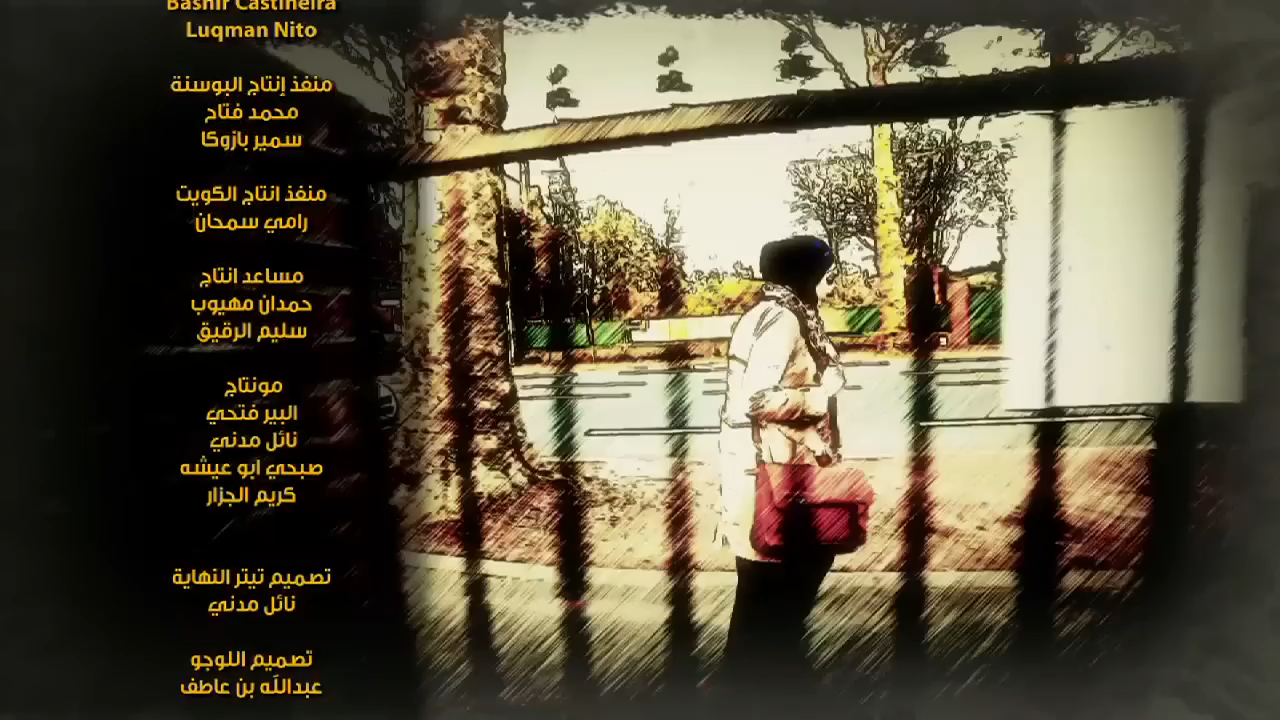 Bashir Castineira
Luqman Nito
منفذ إنتاج البوسنة
محمد فتاح
سمير بازوكا
منفذ انتاج الكويت
رامي سمحان
مساعد انتاج
حمدان مهيوب
سليم الرقيق
مونتاج
البير فتحي
نائل مدني
صبحي ابو عيشه
كريم الجزار
تصميم تيتر النهاية
نائل مدني
تصميم اللوجو
عبدالله بن عاطف